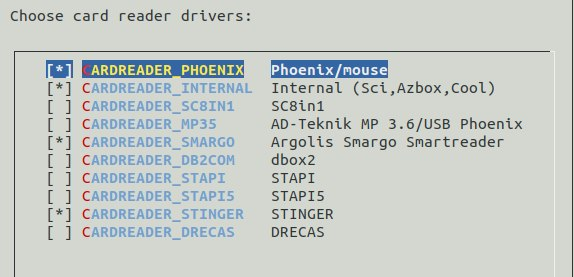 Choose card reader drivers:
[*] CARDREADER_PHOENIX Phoenix/mouse
[*] CARDREADER_INTERNAL Internal (Sci,Azbox,Cool)
[ ] CARDREADER_SC8IN1 SC8in1
[ ] CARDREADER_MP35 AD-Teknik MP 3.6/USB Phoenix
[*] CARDREADER_SMARGO Argolis Smargo Smartreader
[ ] CARDREADER_DB2COM dbox2
[ ] CARDREADER_STAPI STAPI
[ ] CARDREADER_STAPI5 STAPI5
[*] CARDREADER_STINGER STINGER
[ ] CARDREADER_DRECAS DRECAS